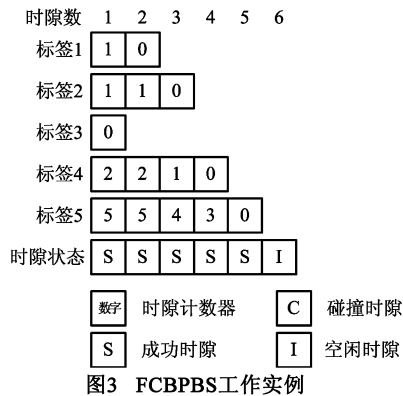 时隙数 1 2 3 4 5 6
标签1 1 0
标签2 1 1 0
标签3 0
标签4 2 2 1 0
标签5 5 5 4 3 0
时隙状态 S S S S S I
数字 时隙计数器 C 碰撞时隙
S 成功时隙 I 空闲时隙
图3 FCBPBS工作实例